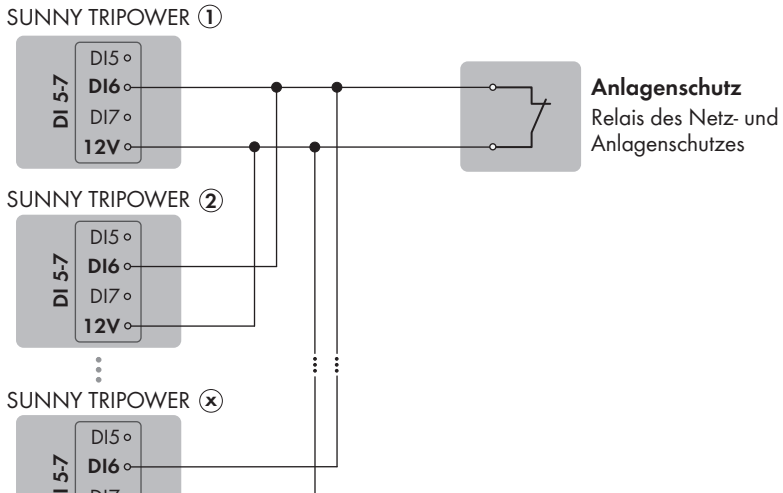 SUNNY TRIPOWER 1
DI 5-7
DI5
DI6
DI7
12V
Anlagenschutz
Relais des Netz- und
Anlagenschutzes
SUNNY TRIPOWER 2
DI 5-7
DI5
DI6
DI7
12V
SUNNY TRIPOWER x
DI5
DI6